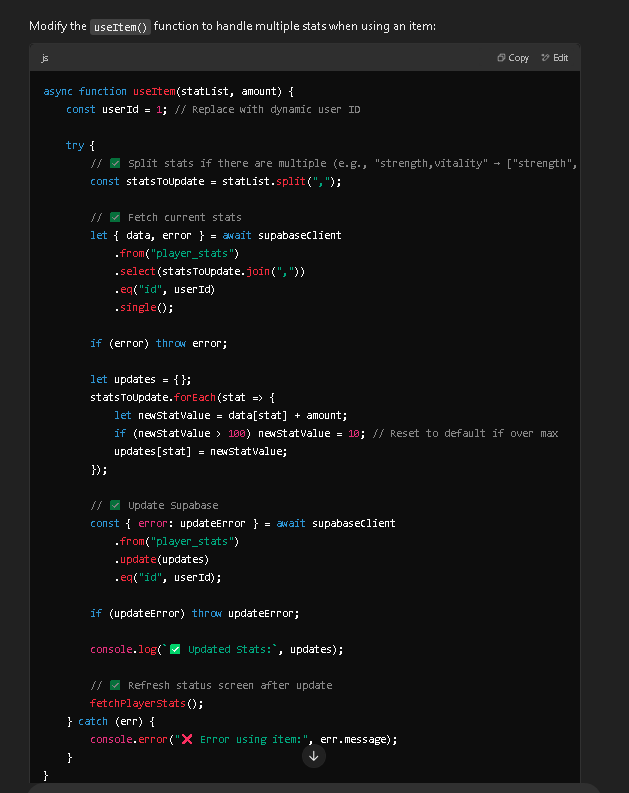 Modify the useItem() function to handle multiple stats when using an item:
js
Copy
Edit
async function useItem(statList, amount) {
    const userId = 1; // Replace with dynamic user ID

    try {
        // ✅ Split stats if there are multiple (e.g., "strength,vitality" → ["strength",
        const statsToUpdate = statList.split(",");

        // ✅ Fetch current stats
        let { data, error } = await supabaseClient
            .from("player_stats")
            .select(statsToUpdate.join(","))
            .eq("id", userId)
            .single();

        if (error) throw error;

        let updates = {};
        statsToUpdate.forEach(stat => {
            let newStatValue = data[stat] + amount;
            if (newStatValue > 100) newStatValue = 10; // Reset to default if over max
            updates[stat] = newStatValue;
        });

        // ✅ Update Supabase
        const { error: updateError } = await supabaseClient
            .from("player_stats")
            .update(updates)
            .eq("id", userId);

        if (updateError) throw updateError;

        console.log(`✅ Updated Stats:`, updates);

        // ✅ Refresh status screen after update
        fetchPlayerStats();
    } catch (err) {
        console.error("❌ Error using item:", err.message);
    }
}